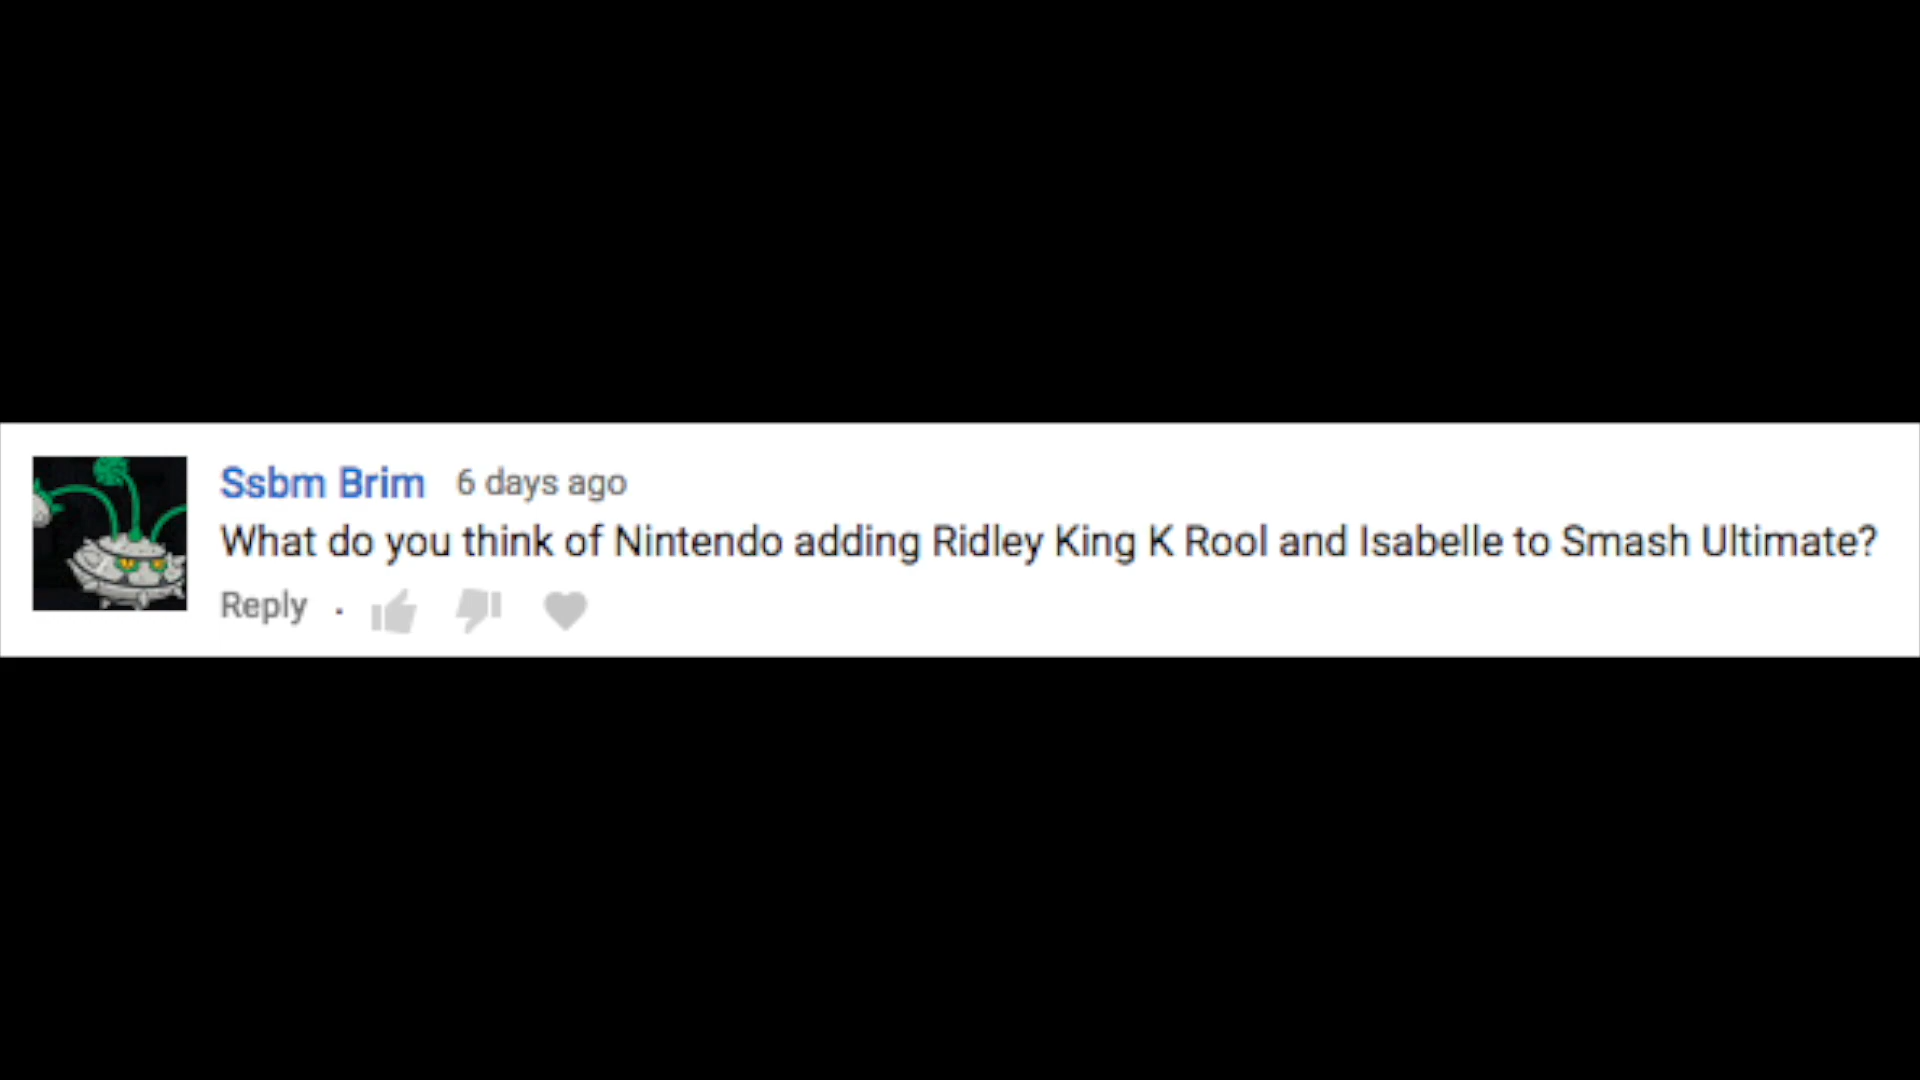 Ssbm Brim 6 days ago
What do you think of Nintendo adding Ridley King K Rool and Isabelle to Smash Ultimate?
Reply .